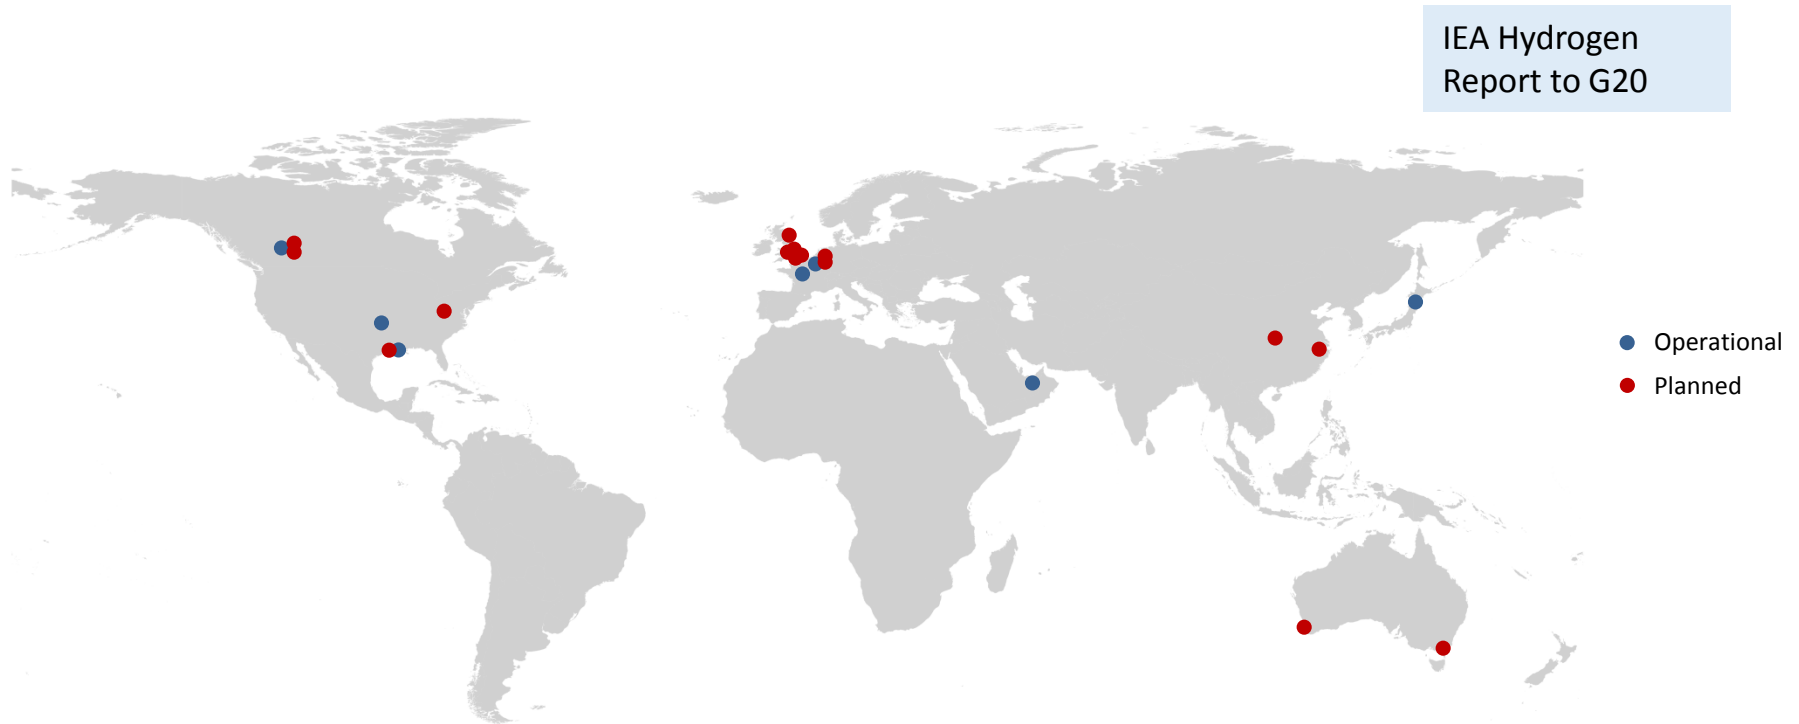 IEA Hydrogen
Report to G20
Operational
Planned